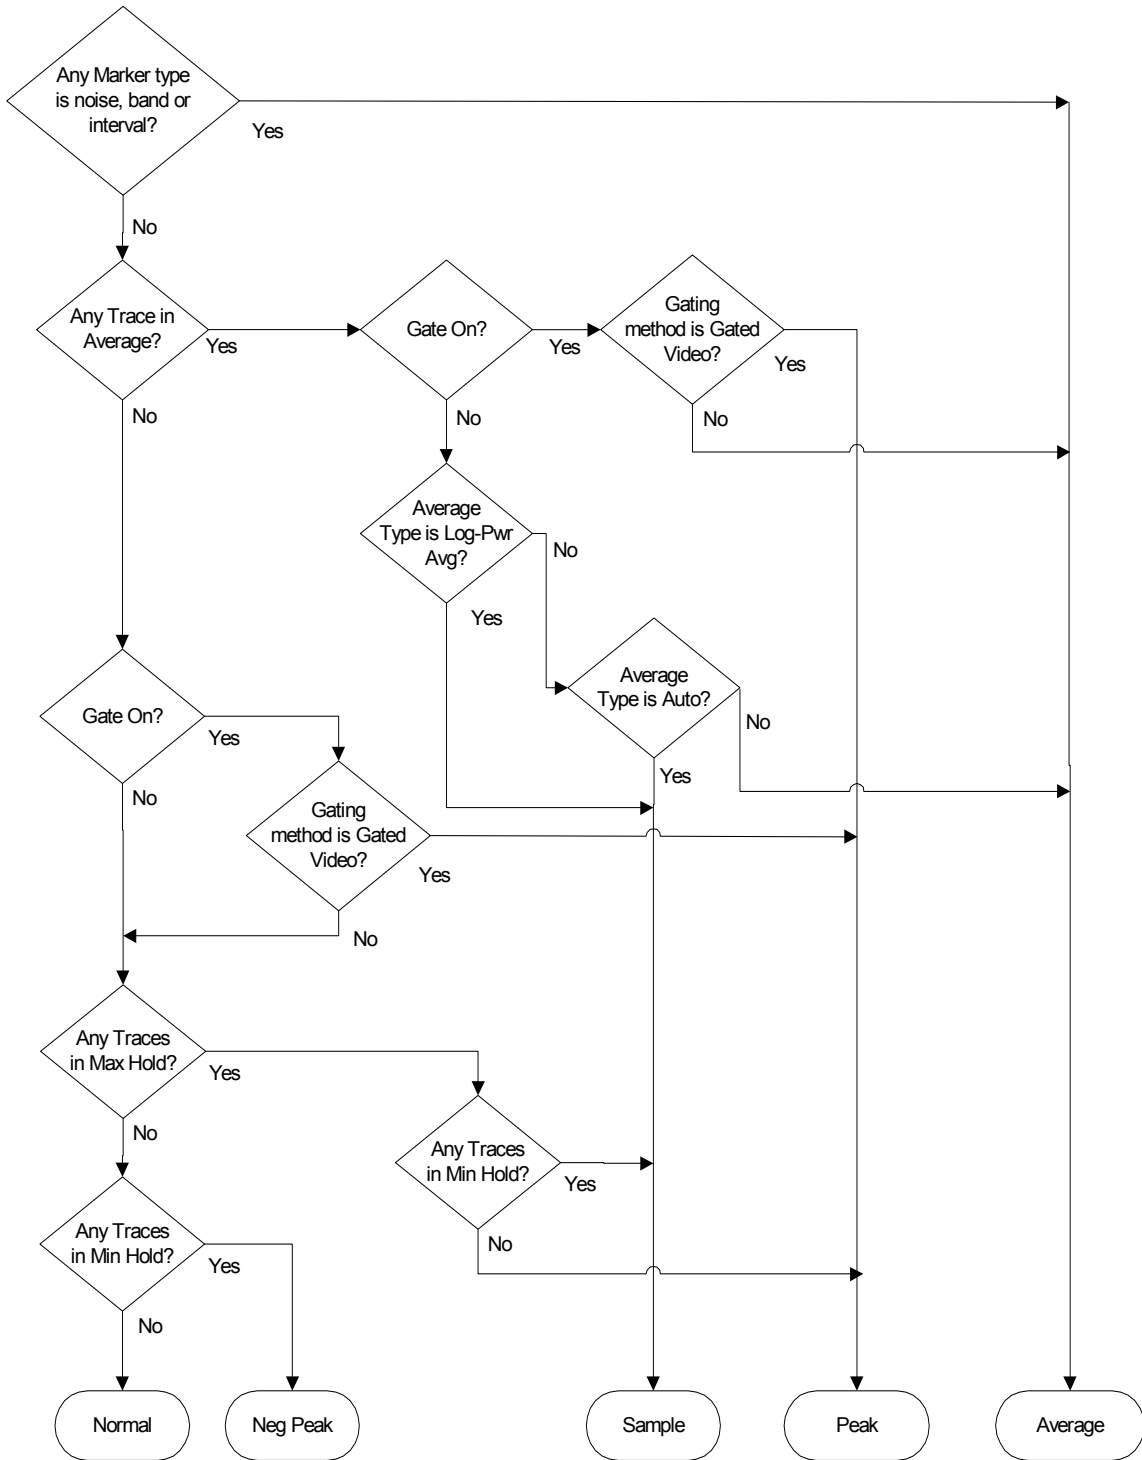 Any Marker type
is noise, band or
interval?
Yes
No
Any Trace in
Average?
Yes
No
Gate On?
Yes
No
Gating
method is Gated
Video?
Yes
No
Average
Type is Log-Pwr
Avg?
No
Yes
Average
Type is Auto?
No
Yes
Gate On?
Yes
No
Gating
method is Gated
Video?
Yes
No
Any Traces
in Max Hold?
Yes
No
Any Traces
in Min Hold?
Yes
No
Any Traces
in Min Hold?
Yes
No
Normal
Neg Peak
Sample
Peak
Average